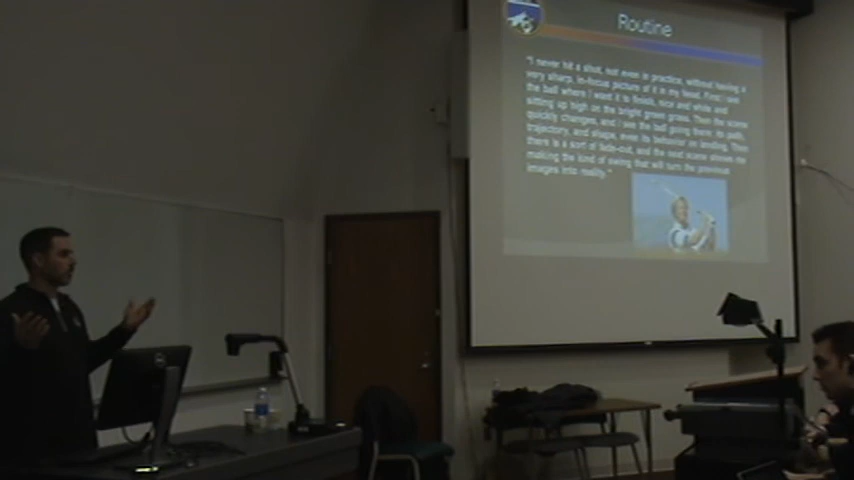 Routine
"I never hit a shot, not even in practice, without having a
very sharp, in-focus picture of it in my head. First I see
the ball where I want it to finish, nice and white and
sitting up high on the bright green grass. Then the scene
quickly changes, and I see the ball going there: its path,
trajectory, and shape, even its behaviour on landing. Then
there is a sort of fade-out, and the next scene shows me
making the kind of swing that will turn the previous
images into reality."